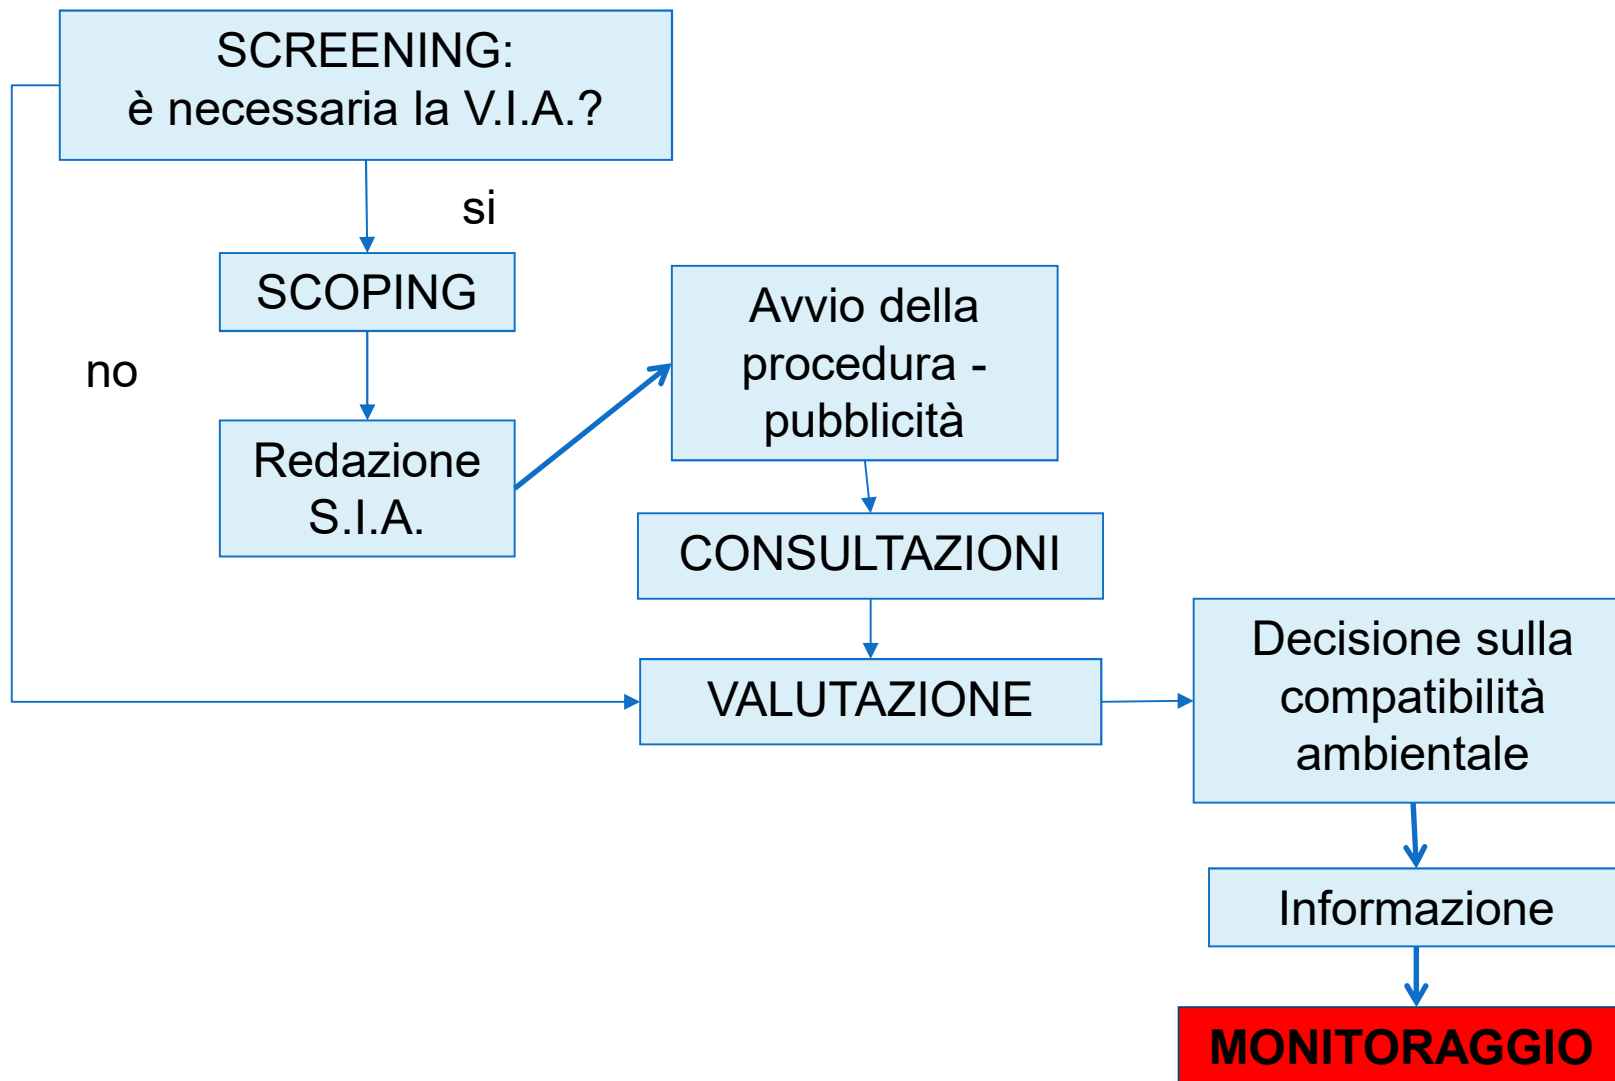 SCREENING:
è necessaria la V.I.A.?
si
SCOPING
no
Redazione
S.I.A.
Avvio della
procedura -
pubblicità
CONSULTAZIONI
VALUTAZIONE
Decisione sulla
compatibilità
ambientale
Informazione
MONITORAGGIO